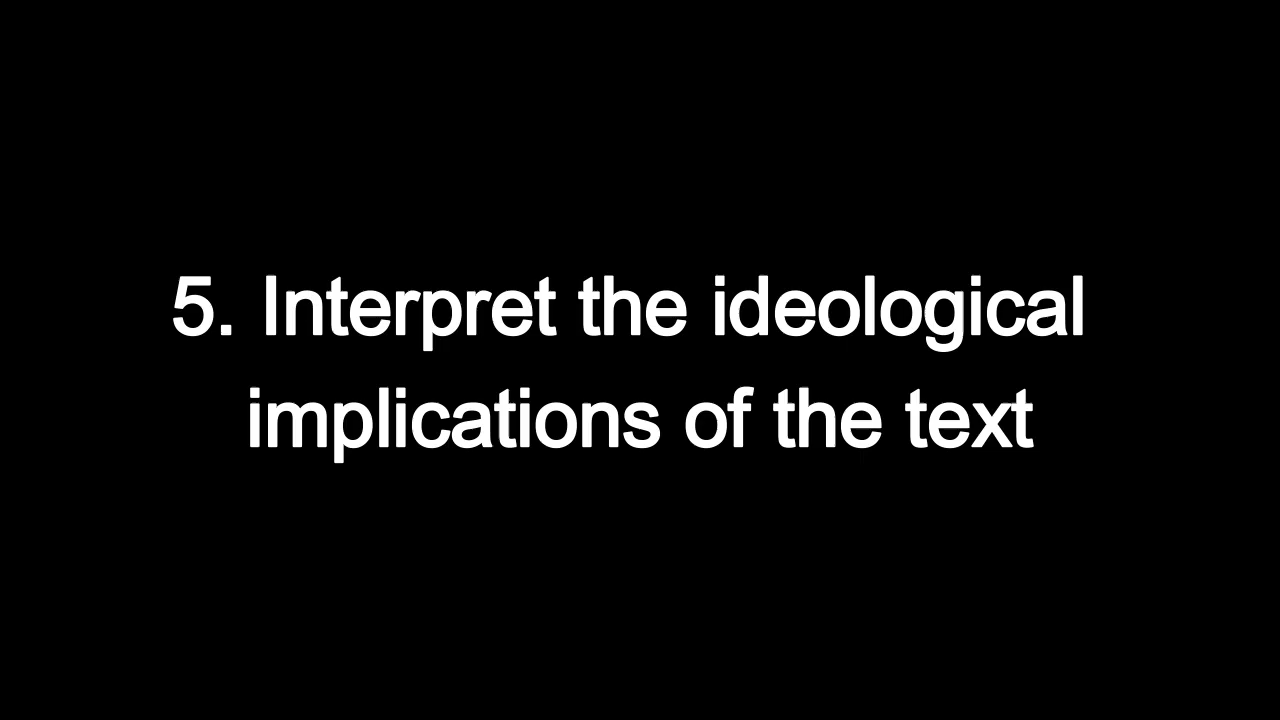 5. Interpret the ideological
implications of the text